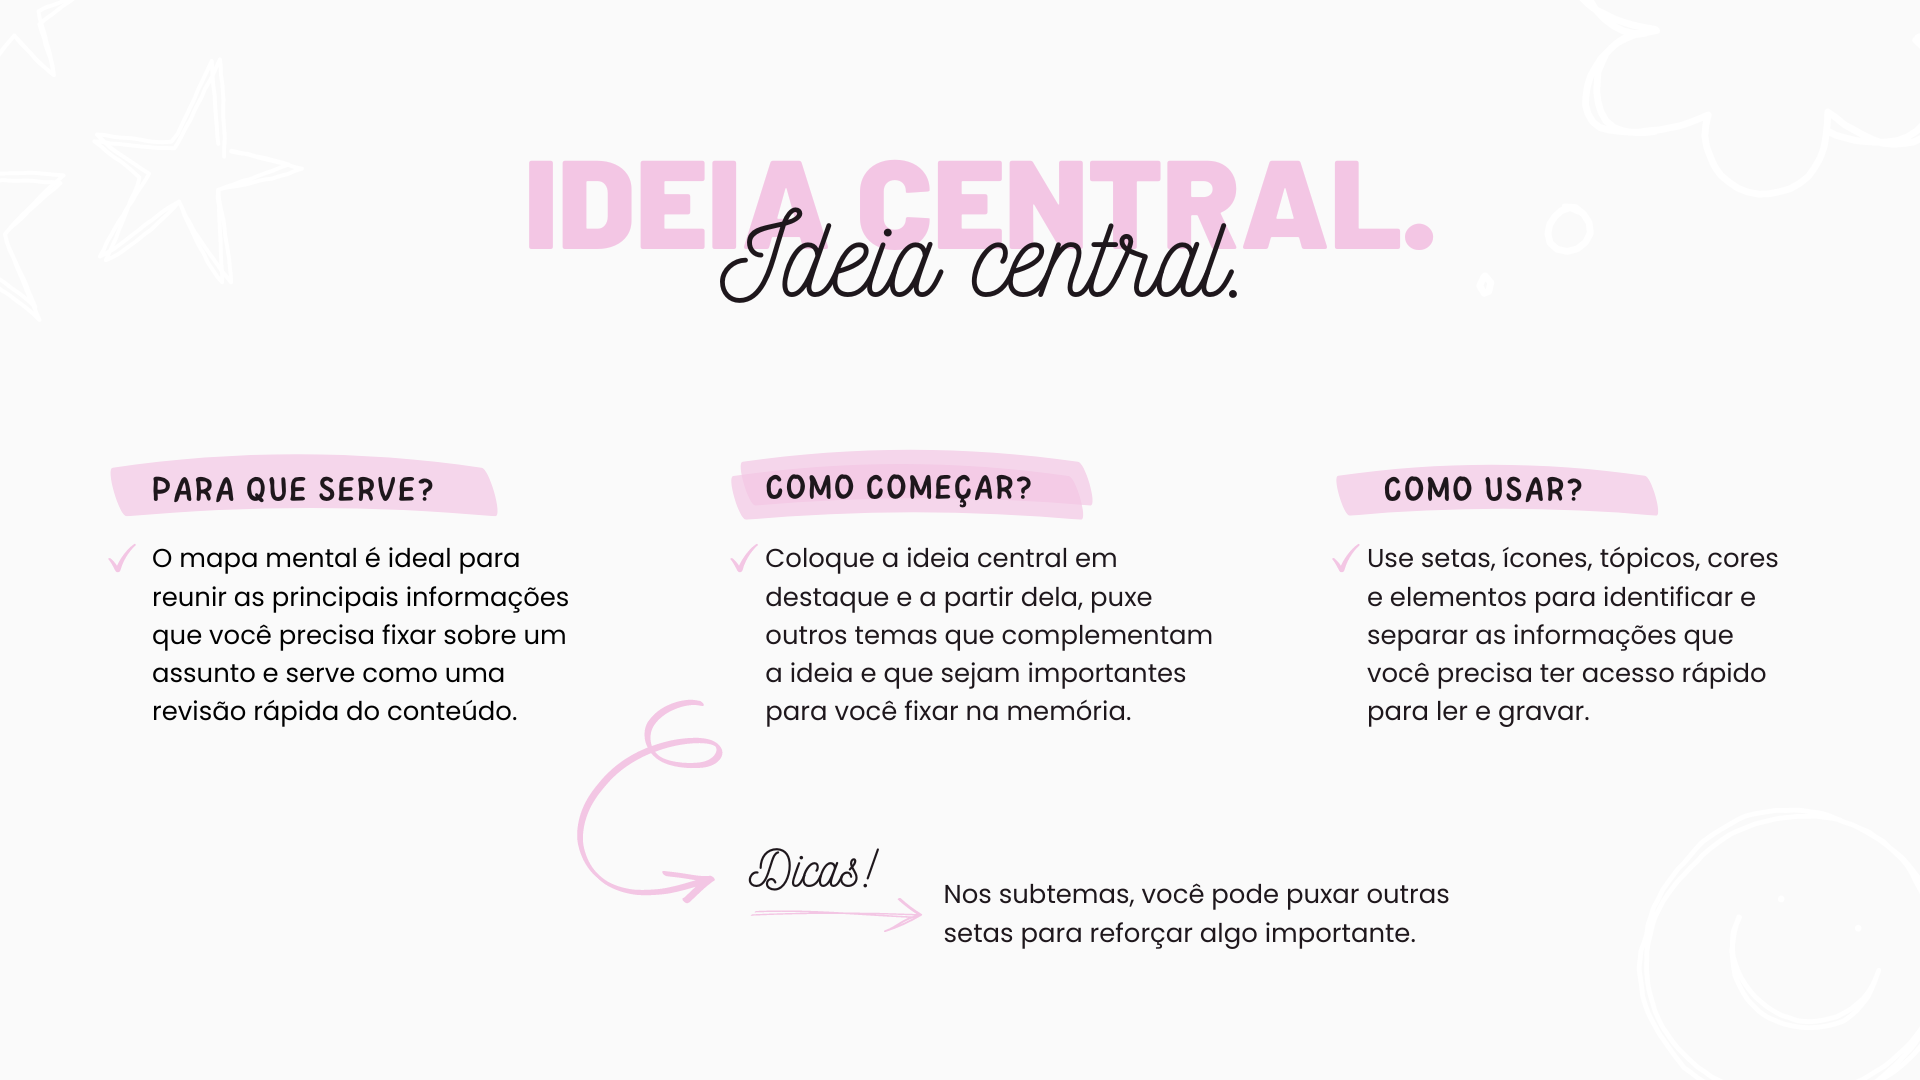 IDEIA CENTRAL.
Ideia central.
PARA QUE SERVE?
O mapa mental é ideal para
reunir as principais informações
que você precisa fixar sobre um
assunto e serve como uma
revisão rápida do conteúdo.
COMO COMEÇAR?
Coloque a ideia central em
destaque e a partir dela, puxe
outros temas que complementam
a ideia e que sejam importantes
para você fixar na memória.
COMO USAR?
Use setas, ícones, tópicos, cores
e elementos para identificar e
separar as informações que
você precisa ter acesso rápido
para ler e gravar.
Dicas!
Nos subtemas, você pode puxar outras
setas para reforçar algo importante.